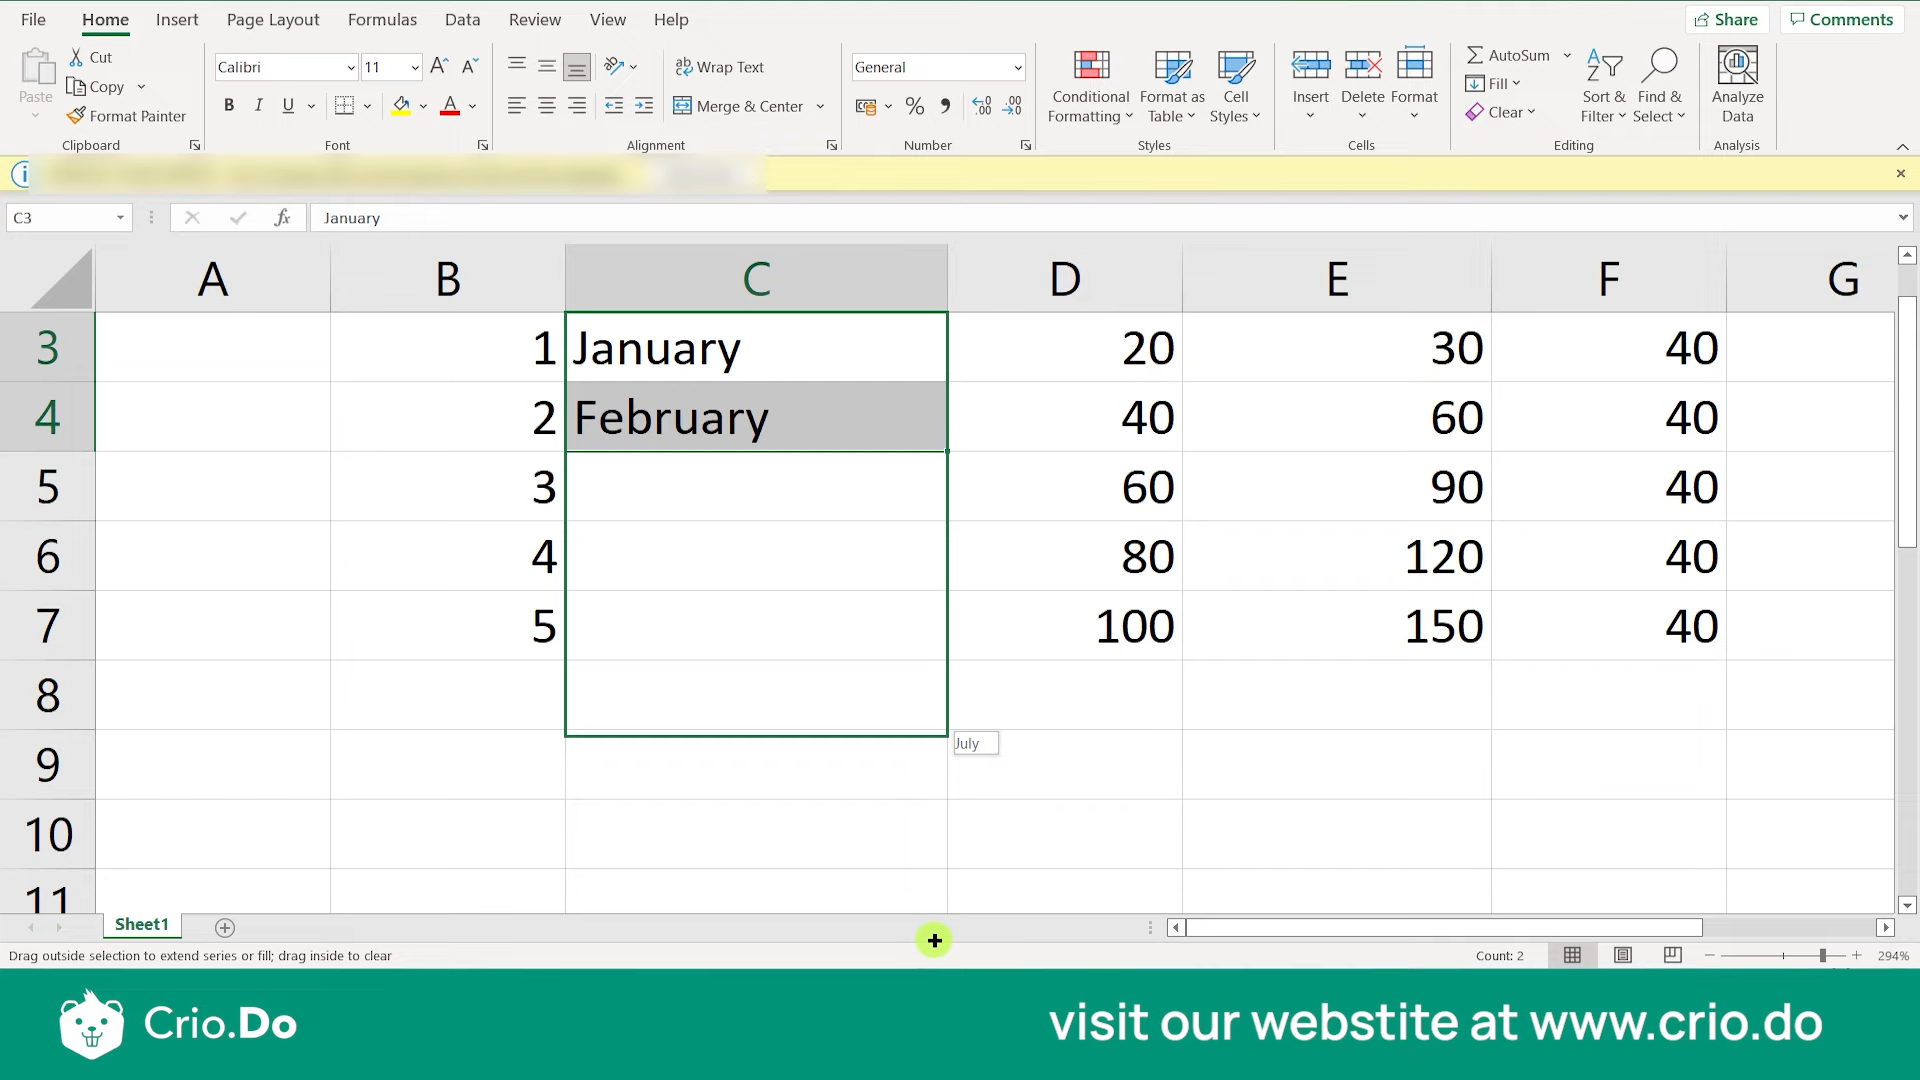 File Home Insert Page Layout Formulas Data Review View Help Share Comments
Paste Cut Copy Format Painter Clipboard
Calibri 11 A A B I U A Font
ab Wrap Text Merge & Center Alignment
General % Number
Conditional Formatting Format as Table Cell Styles Styles
Insert Delete Format Cells
AutoSum Fill Clear Sort & Filter Find & Select Editing
Analyze Data Analysis
C3 fx January
A B C D E F G
3 1 January 20 30 40
4 2 February 40 60 40
5 3 60 90 40
6 4 80 120 40
7 5 100 150 40
8
9 July
10
11
Sheet1
Drag outside selection to extend series or fill; drag inside to clear Count: 2 294%
Crio.Do visit our webstite at www.crio.do